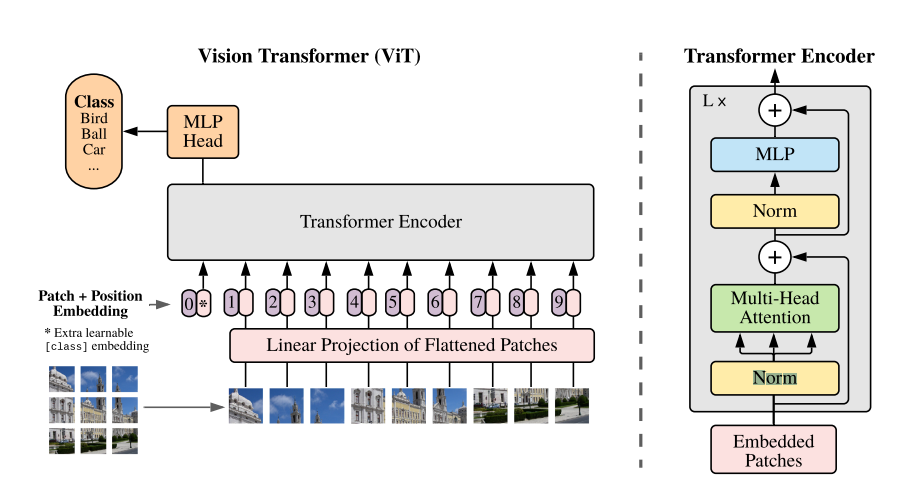 Vision Transformer (ViT)
Class
Bird
Ball
Car
...
MLP
Head
Transformer Encoder
Patch + Position
Embedding
* Extra learnable
[class] embedding
0 * 1 2 3 4 5 6 7 8 9
Linear Projection of Flattened Patches
Transformer Encoder
L x
+
MLP
Norm
+
Multi-Head
Attention
Norm
Embedded
Patches